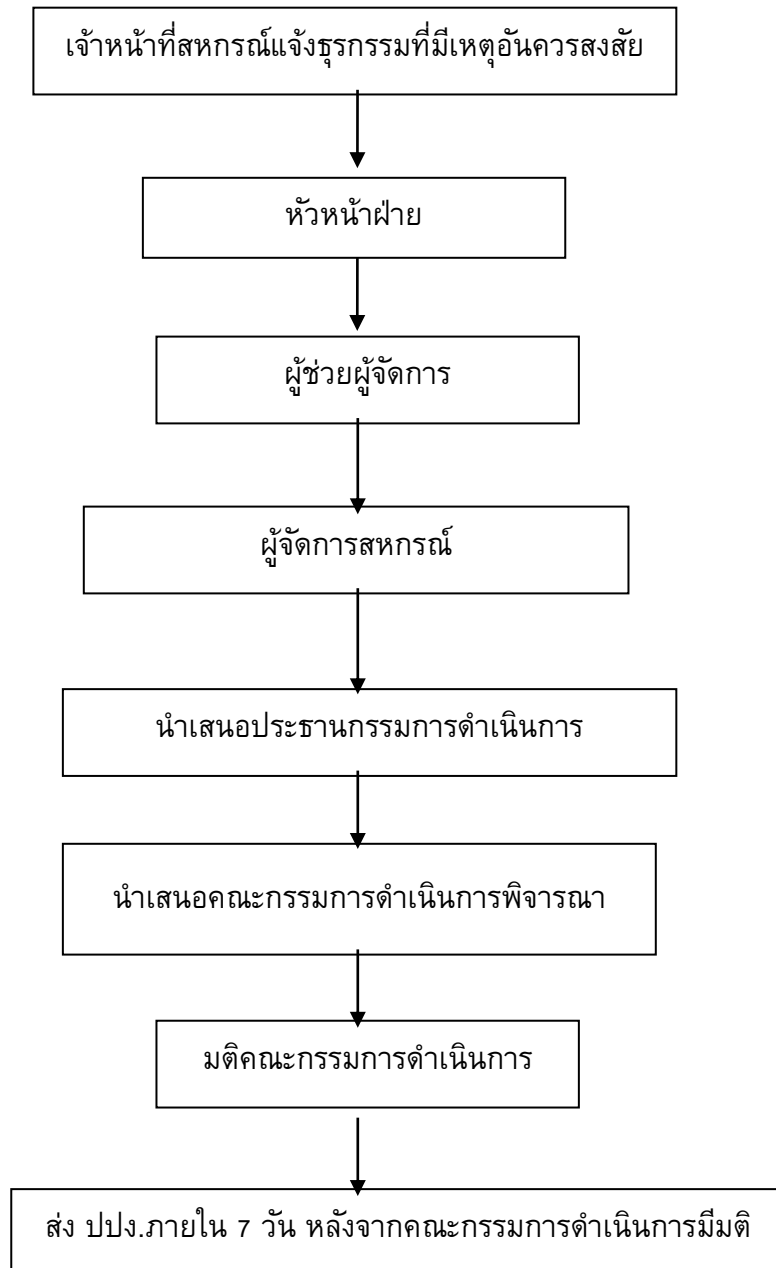 เจ้าหน้าที่สหกรณ์แจ้งธุรกรรมที่มีเหตุอันควรสงสัย
หัวหน้าฝ่าย
ผู้ช่วยผู้จัดการ
ผู้จัดการสหกรณ์
นำเสนอประธานกรรมการดำเนินการ
นำเสนอคณะกรรมการดำเนินการพิจารณา
มติคณะกรรมการดำเนินการ
ส่ง ปปง.ภายใน 7 วัน หลังจากคณะกรรมการดำเนินการมีมติ